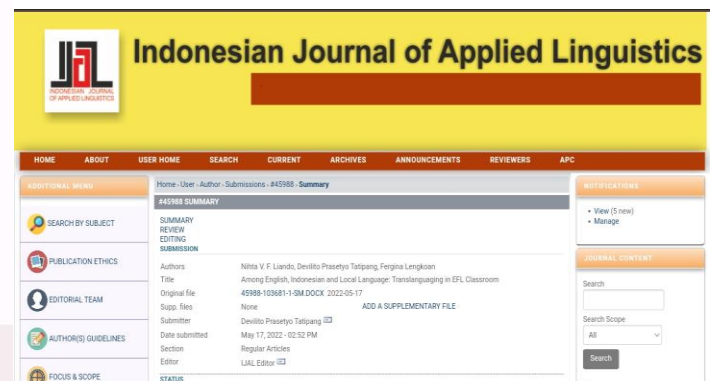 Indonesian Journal of Applied Linguistics
INDONESIAN JOURNAL
OF APPLIED LINGUISTICS
HOME ABOUT USER HOME SEARCH CURRENT ARCHIVES ANNOUNCEMENTS REVIEWERS APC
ADDITIONAL MENU
SEARCH BY SUBJECT
PUBLICATION ETHICS
EDITORIAL TEAM
AUTHOR(S) GUIDELINES
FOCUS & SCOPE
Home > User > Author > Submissions > #45988 > Summary
#45988 SUMMARY
SUMMARY
REVIEW
EDITING
SUBMISSION
Authors Nihta V. F. Liando, Devilito Prasetyo Tatipang, Fergina Lengkoan
Title Among English, Indonesian and Local Language: Translanguaging in EFL Classroom
Original file 45988-103681-1-SM.DOCX 2022-05-17
Supp. files None ADD A SUPPLEMENTARY FILE
Submitter Devilito Prasetyo Tatipang
Date submitted May 17, 2022 - 02:52 PM
Section Regular Articles
Editor IJAL Editor
STATUS
NOTIFICATIONS
View (5 new)
Manage
JOURNAL CONTENT
Search
Search Scope
All
Search